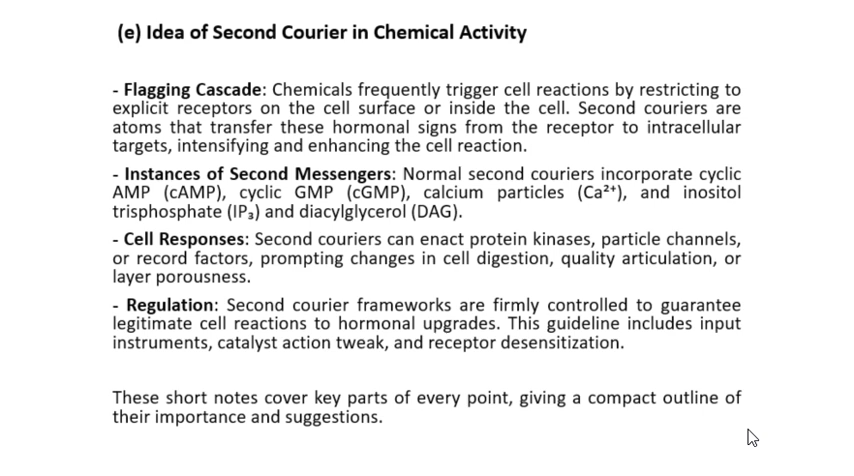 (e) Idea of Second Courier in Chemical Activity
- Flagging Cascade: Chemicals frequently trigger cell reactions by restricting to
explicit receptors on the cell surface or inside the cell. Second couriers are
atoms that transfer these hormonal signs from the receptor to intracellular
targets, intensifying and enhancing the cell reaction.
- Instances of Second Messengers: Normal second couriers incorporate cyclic
AMP (cAMP), cyclic GMP (cGMP), calcium particles (Ca²⁺), and inositol
trisphosphate (IP₃) and diacylglycerol (DAG).
- Cell Responses: Second couriers can enact protein kinases, particle channels,
or record factors, prompting changes in cell digestion, quality articulation, or
layer porousness.
- Regulation: Second courier frameworks are firmly controlled to guarantee
legitimate cell reactions to hormonal upgrades. This guideline includes input
instruments, catalyst action tweak, and receptor desensitization.
These short notes cover key parts of every point, giving a compact outline of
their importance and suggestions.